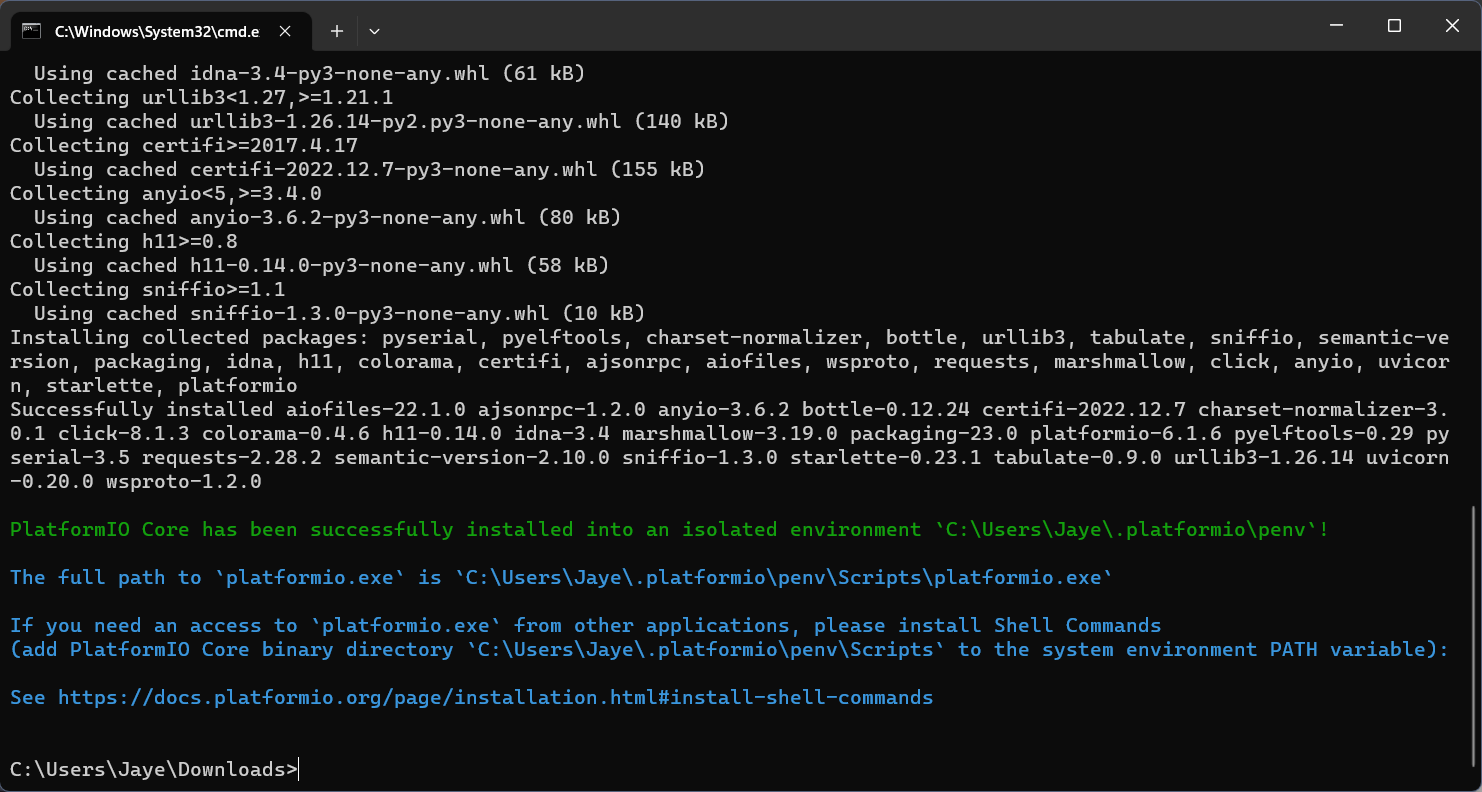 C:\Windows\System32\cmd.e
  Using cached idna-3.4-py3-none-any.whl (61 kB)
Collecting urllib3<1.27,>=1.21.1
  Using cached urllib3-1.26.14-py2.py3-none-any.whl (140 kB)
Collecting certifi>=2017.4.17
  Using cached certifi-2022.12.7-py3-none-any.whl (155 kB)
Collecting anyio<5,>=3.4.0
  Using cached anyio-3.6.2-py3-none-any.whl (80 kB)
Collecting h11>=0.8
  Using cached h11-0.14.0-py3-none-any.whl (58 kB)
Collecting sniffio>=1.1
  Using cached sniffio-1.3.0-py3-none-any.whl (10 kB)
Installing collected packages: pyserial, pyelftools, charset-normalizer, bottle, urllib3, tabulate, sniffio, semantic-ve
rsion, packaging, idna, h11, colorama, certifi, ajsonrpc, aiofiles, wsproto, requests, marshmallow, click, anyio, uvicor
n, starlette, platformio
Successfully installed aiofiles-22.1.0 ajsonrpc-1.2.0 anyio-3.6.2 bottle-0.12.24 certifi-2022.12.7 charset-normalizer-3.
0.1 click-8.1.3 colorama-0.4.6 h11-0.14.0 idna-3.4 marshmallow-3.19.0 packaging-23.0 platformio-6.1.6 pyelftools-0.29 py
serial-3.5 requests-2.28.2 semantic-version-2.10.0 sniffio-1.3.0 starlette-0.23.1 tabulate-0.9.0 urllib3-1.26.14 uvicorn
-0.20.0 wsproto-1.2.0
PlatformIO Core has been successfully installed into an isolated environment `C:\Users\Jaye\.platformio\penv`!
The full path to `platformio.exe` is `C:\Users\Jaye\.platformio\penv\Scripts\platformio.exe`
If you need an access to `platformio.exe` from other applications, please install Shell Commands
(add PlatformIO Core binary directory `C:\Users\Jaye\.platformio\penv\Scripts` to the system environment PATH variable):
See https://docs.platformio.org/page/installation.html#install-shell-commands
C:\Users\Jaye\Downloads>